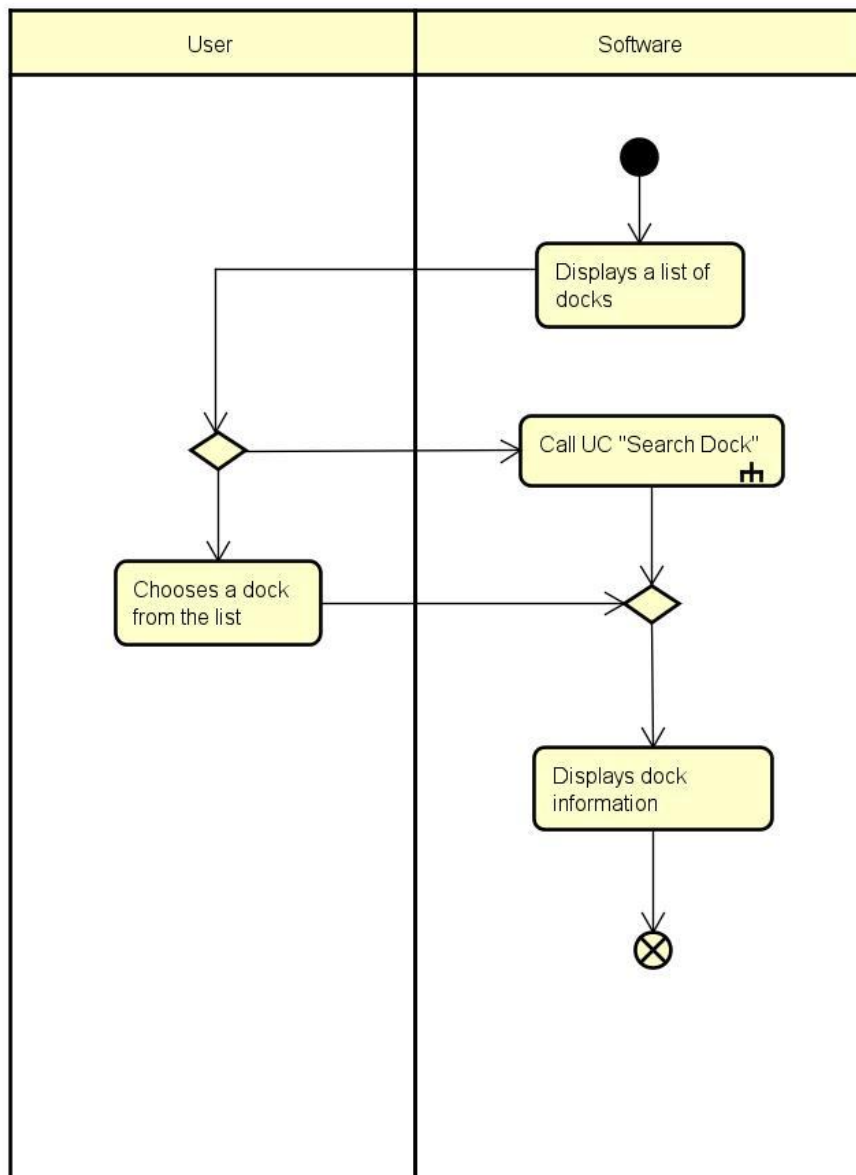 User
Software
Displays a list of
docks
Call UC "Search Dock"
Chooses a dock
from the list
Displays dock
information